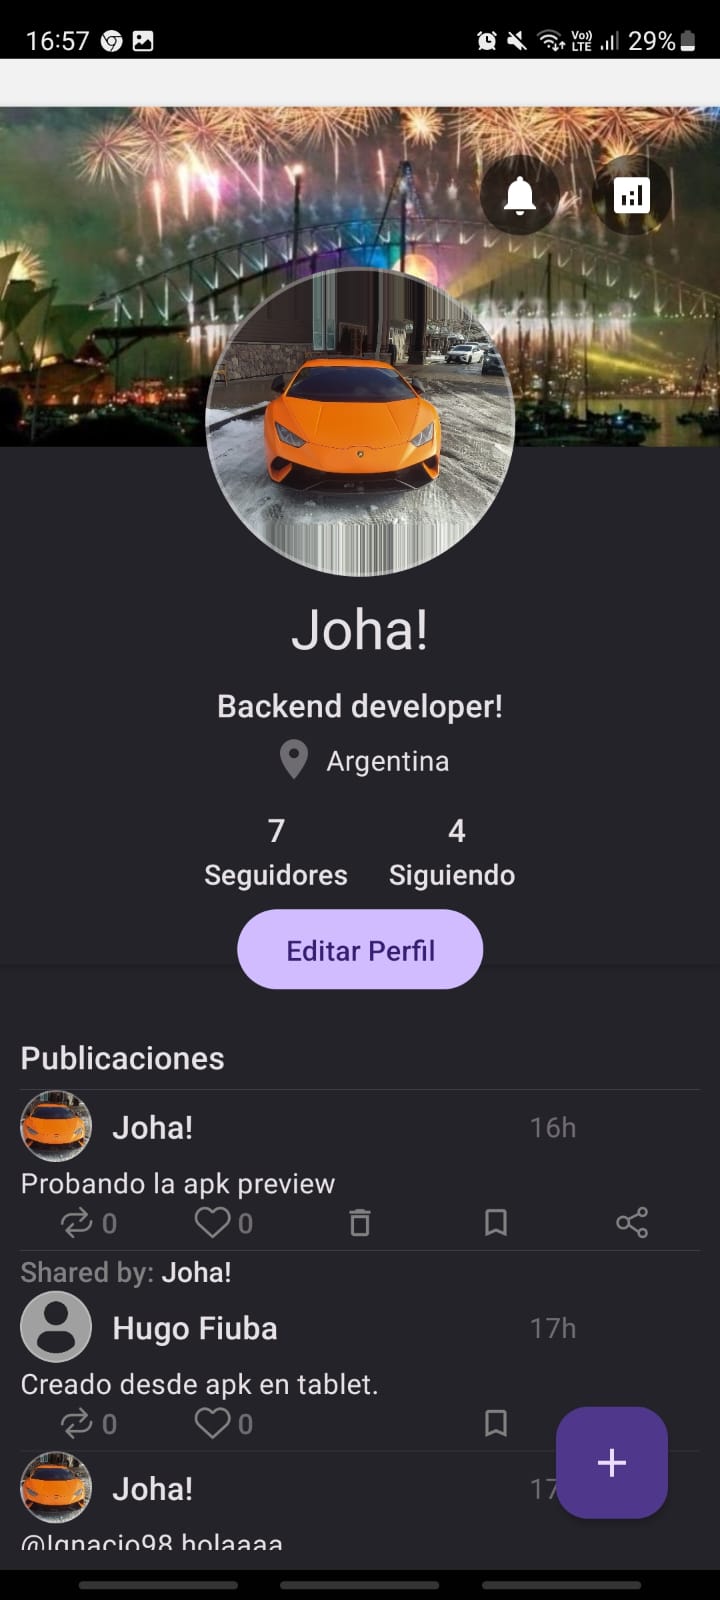 16:57 Vo)) LTE 29%
Joha!
Backend developer!
Argentina
7 4
Seguidores Siguiendo
Editar Perfil
Publicaciones
Joha! 16h
Probando la apk preview
0 0
Shared by: Joha!
Hugo Fiuba 17h
Creado desde apk en tablet.
0 0
+
Joha! 17
@Ignacio98 holaaaa